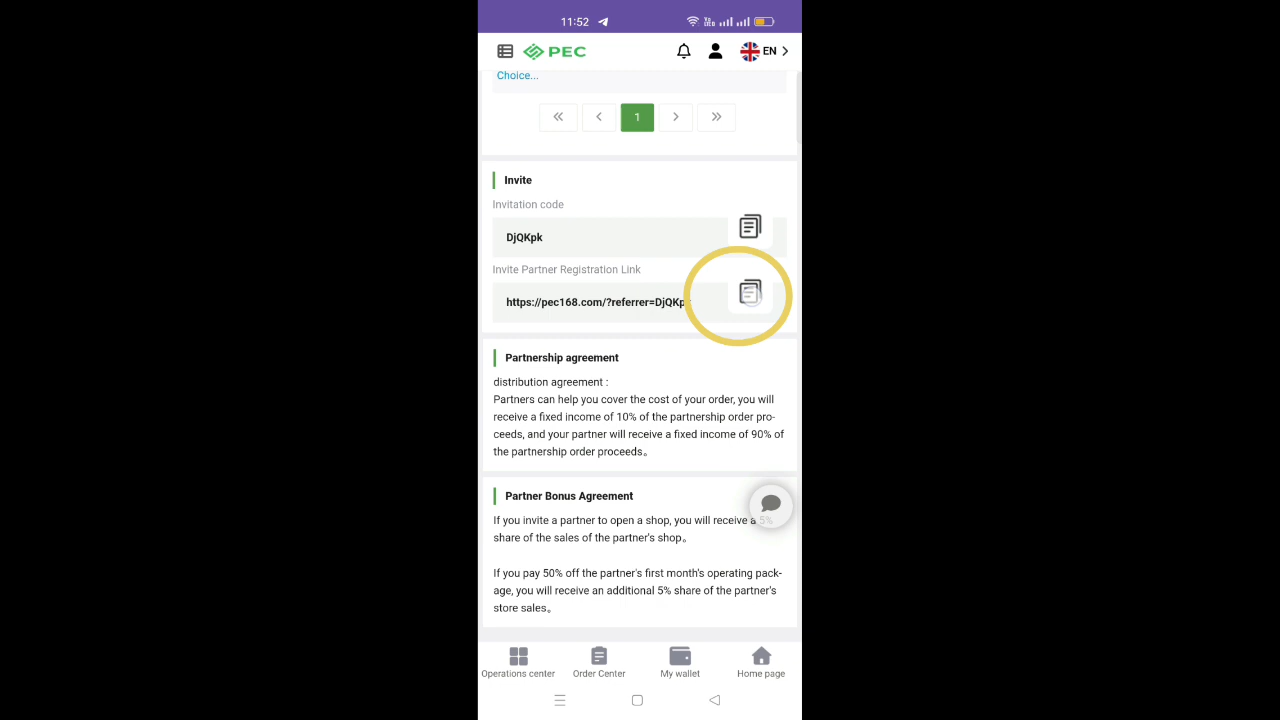 11:52
PEC
EN
Choice...
1
Invite
Invitation code
DjQKpk
Invite Partner Registration Link
https://pec168.com/?referrer=DjQKpk
Partnership agreement
distribution agreement :
Partners can help you cover the cost of your order, you will
receive a fixed income of 10% of the partnership order pro-
ceeds, and your partner will receive a fixed income of 90% of
the partnership order proceeds。
Partner Bonus Agreement
If you invite a partner to open a shop, you will receive a 5%
share of the sales of the partner's shop。
If you pay 50% off the partner's first month's operating pack-
age, you will receive an additional 5% share of the partner's
store sales。
Operations center
Order Center
My wallet
Home page